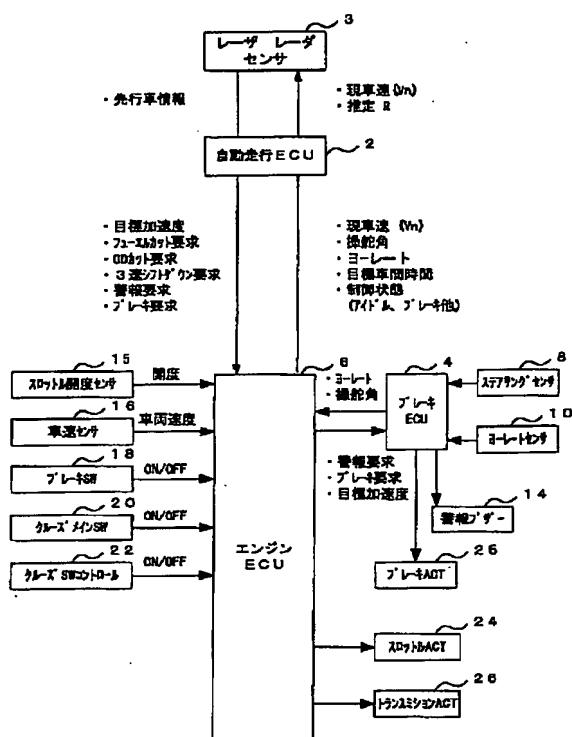 3
レーザ レーダ
センサ
・先行車情報
・現車速(Vn)
・推定 R
2
自動走行ECU
・目標加速度
・フューエルカット要求
・ODカット要求
・3速シフトダウン要求
・警報要求
・ブレーキ要求
・現車速 (Vn)
・操舵角
・ヨーレート
・目標車間時間
・制御状態
(アイドル、ブレーキ他)
15
スロットル開度センサ
開度
16
車速センサ
車両速度
18
ブレーキSW
ON/OFF
20
クルーズメインSW
ON/OFF
22
クルーズSWコントロール
ON/OFF
6
エンジン
ECU
・ヨーレート
・操舵角
4
ブレーキ
ECU
8
ステアリングセンサ
10
ヨーレートセンサ
・警報要求
・ブレーキ要求
・目標加速度
14
警報ブザー
25
ブレーキACT
24
スロットルACT
26
トランスミションACT